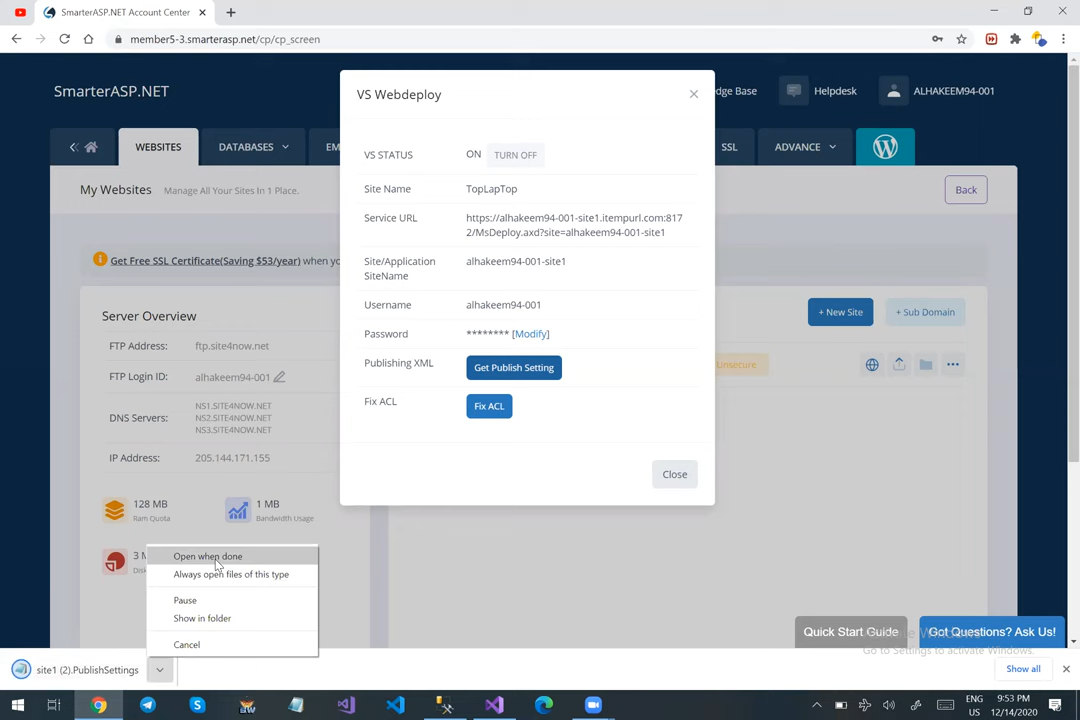 SmarterASP.NET Account Center
member5-3.smarterasp.net/cp/cp_screen
SmarterASP.NET
dge Base
Helpdesk
ALHAKEEM94-001
WEBSITES
DATABASES
EM
SSL
ADVANCE
My Websites
Manage All Your Sites In 1 Place.
Back
Get Free SSL Certificate(Saving $53/year) when
VS Webdeploy
VS STATUS
ON
TURN OFF
Site Name
TopLapTop
Service URL
https://alhakeem94-001-site1.itempurl.com:817
2/MsDeploy.axd?site=alhakeem94-001-site1
Site/Application
SiteName
alhakeem94-001-site1
Username
alhakeem94-001
Password
******** [Modify]
Publishing XML
Get Publish Setting
Fix ACL
Fix ACL
Close
Server Overview
FTP Address:
ftp.site4now.net
FTP Login ID:
alhakeem94-001
DNS Servers:
NS1.SITE4NOW.NET
NS2.SITE4NOW.NET
NS3.SITE4NOW.NET
IP Address:
205.144.171.155
128 MB
Ram Quota
1 MB
Bandwidth Usage
3 M
+ New Site
+ Sub Domain
Unsecure
Open when done
Always open files of this type
Pause
Show in folder
Cancel
Quick Start Guide
Got Questions? Ask Us!
Activate Windows
Go to Settings to activate Windows.
site1 (2).PublishSettings
Show all
ENG
US
9:53 PM
12/14/2020